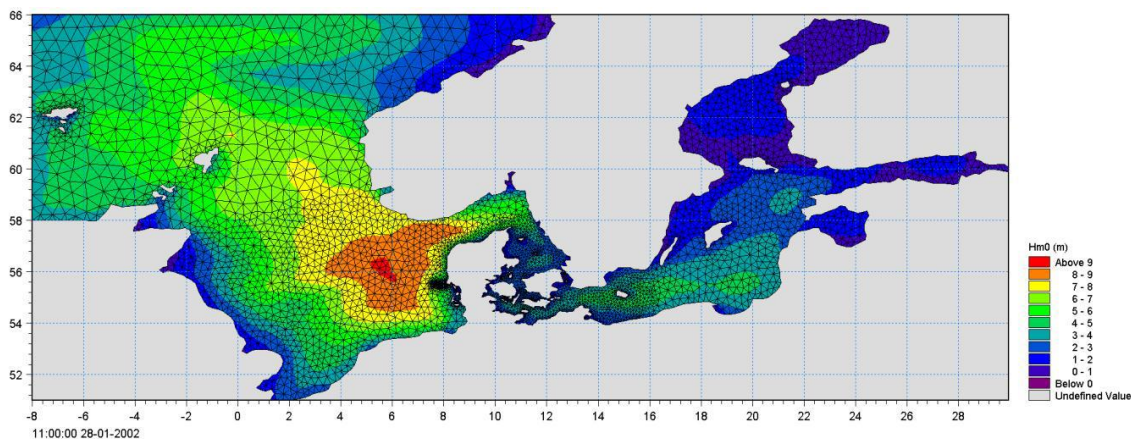 66
64
62
60
58
56
54
52
-8 -6 -4 -2 0 2 4 6 8 10 12 14 16 18 20 22 24 26 28
11:00:00 28-01-2002
Hm0 (m)
Above 9
8 - 9
7 - 8
6 - 7
5 - 6
4 - 5
3 - 4
2 - 3
1 - 2
0 - 1
Below 0
Undefined Value